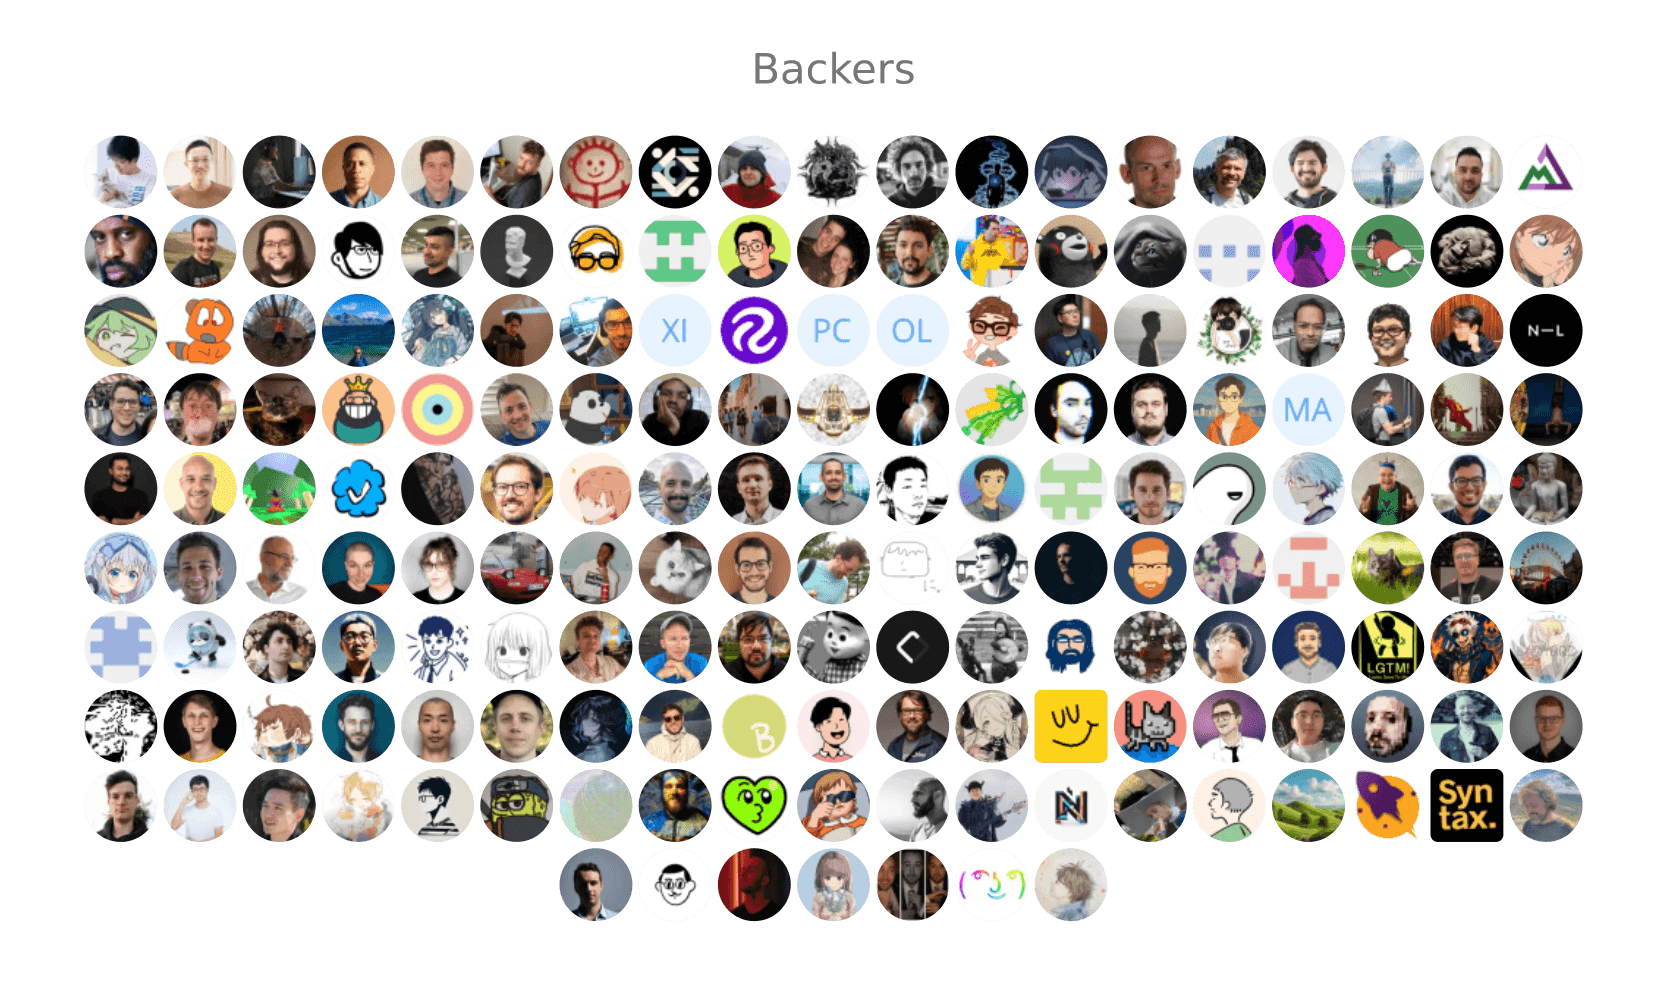 Backers
XI
PC
OL
N—L
MA
LGTM!
B
N
Syn
tax.
( ͡° ͜ʖ ͡°)